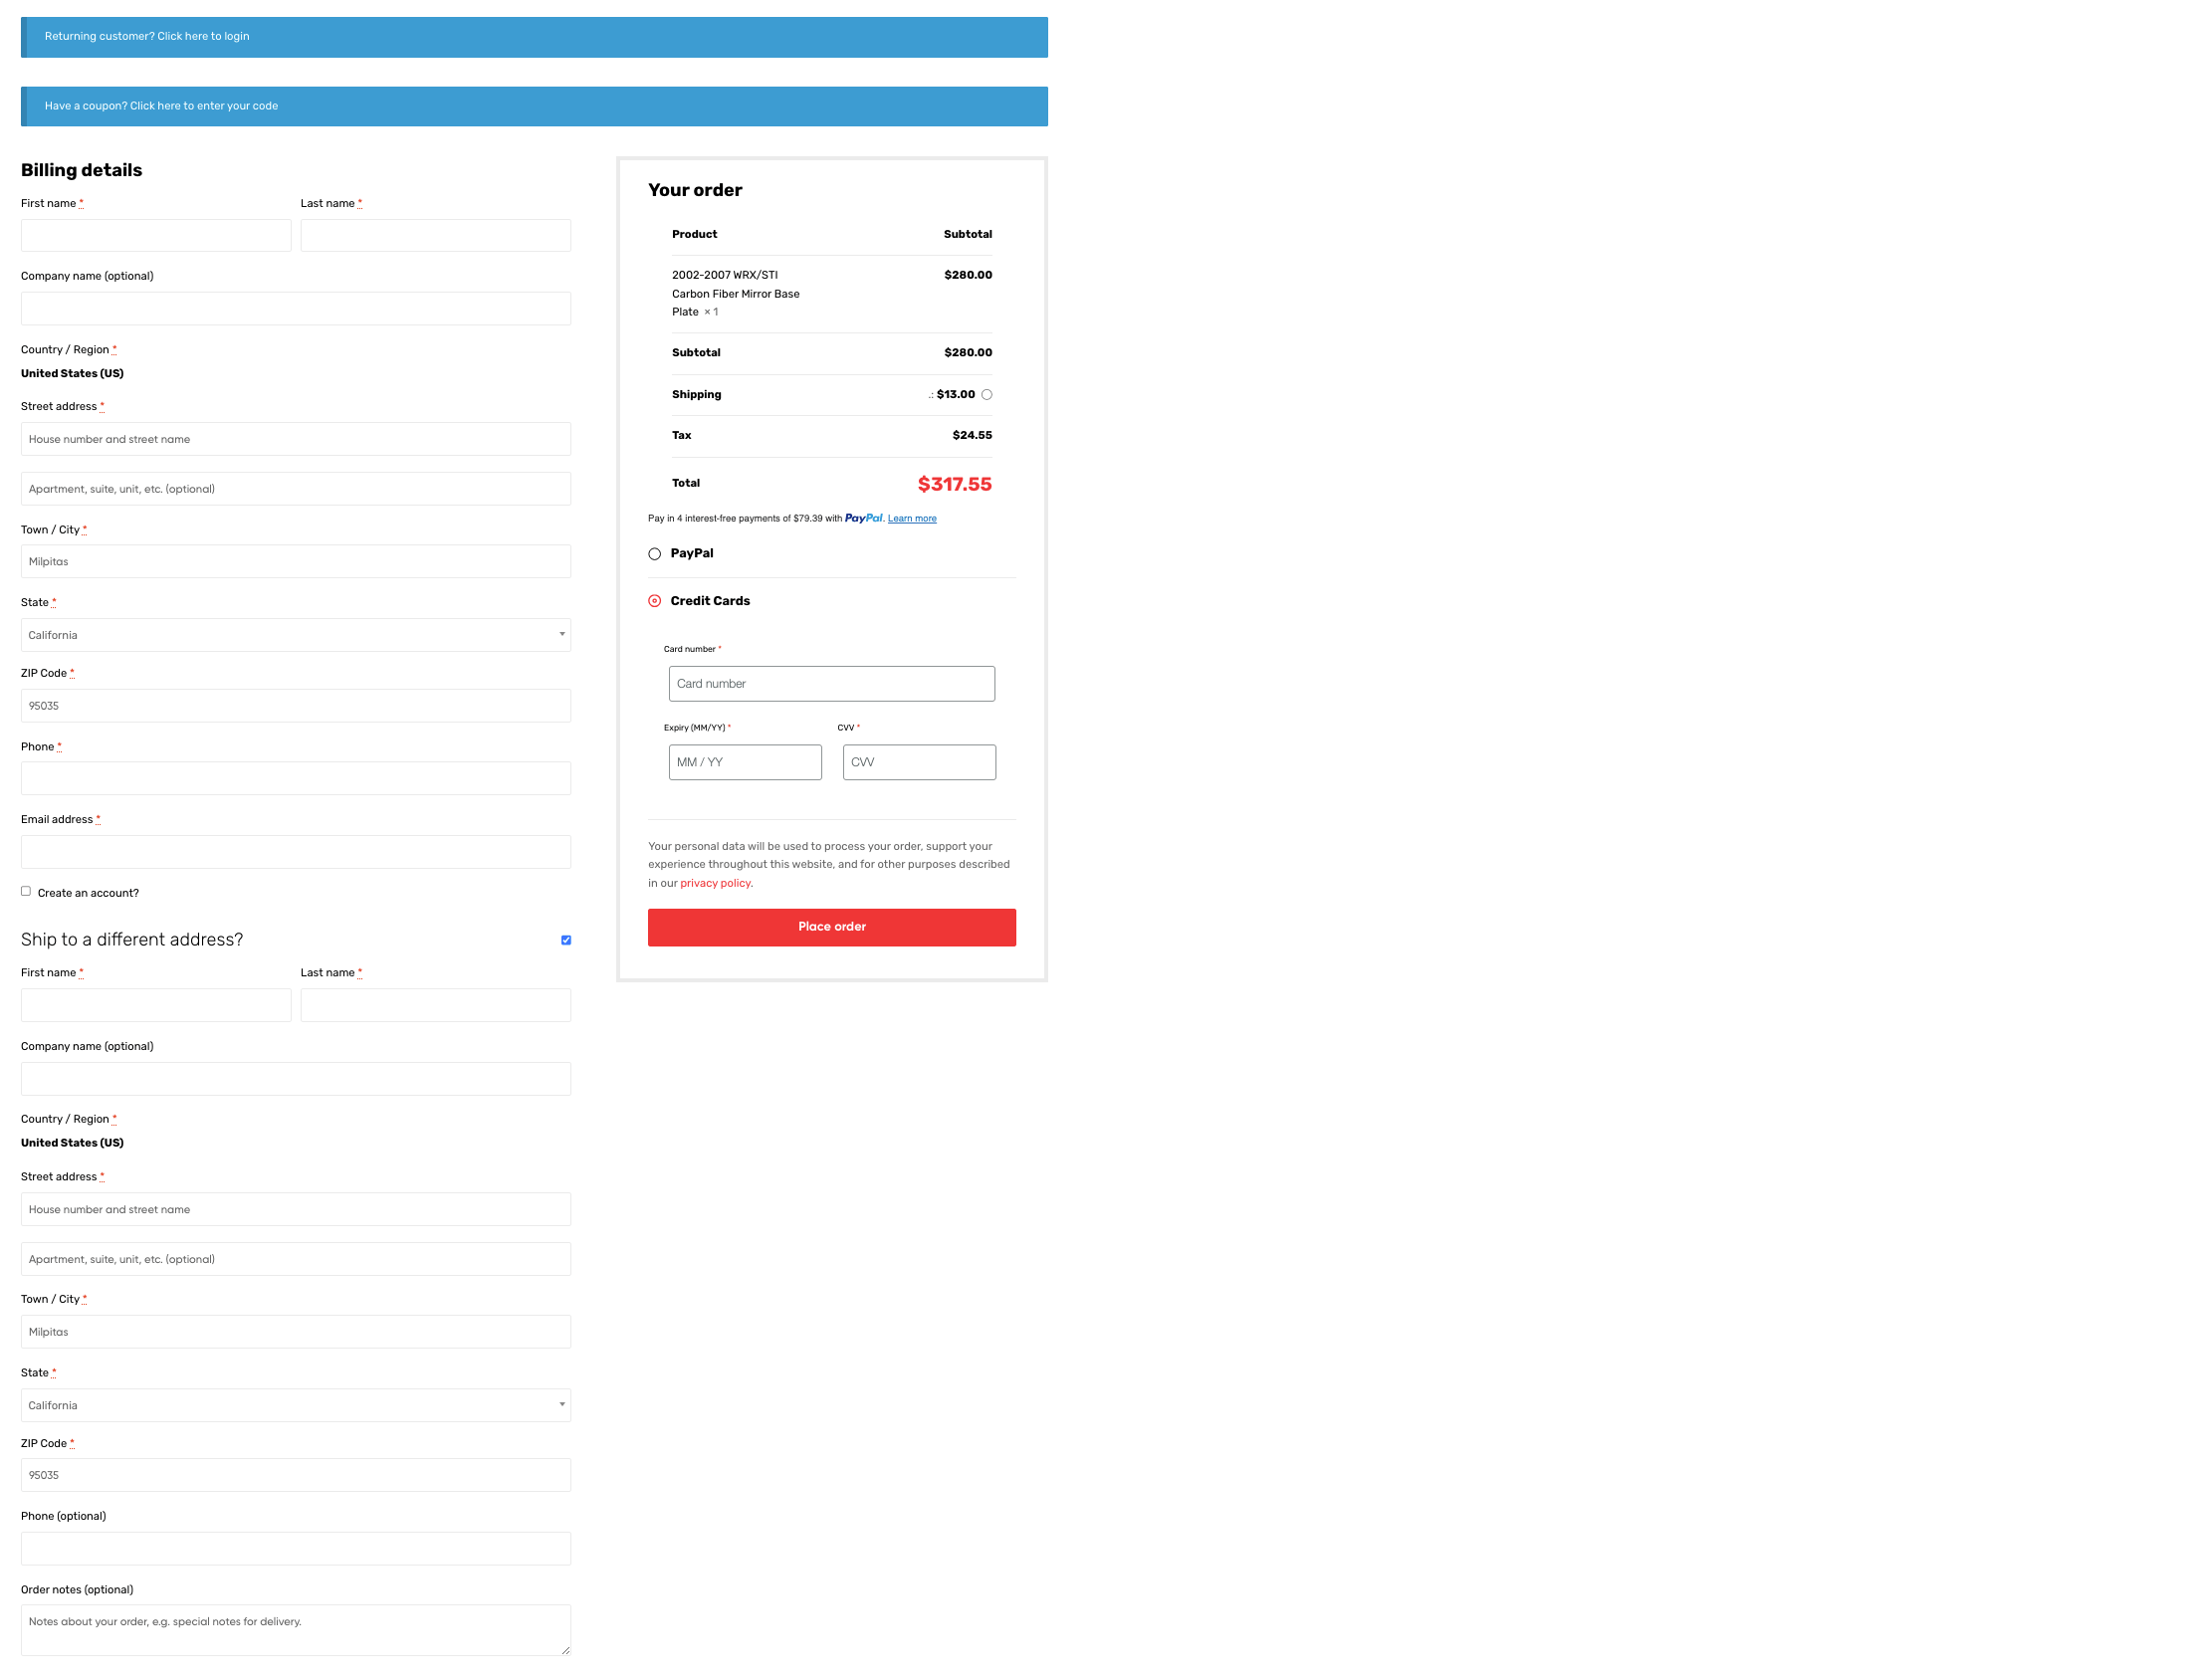 Returning customer? Click here to login
Have a coupon? Click here to enter your code
Billing details
First name *
Last name *
Company name (optional)
Country / Region *
United States (US)
Street address *
House number and street name
Apartment, suite, unit, etc. (optional)
Town / City *
Milpitas
State *
California
ZIP Code *
95035
Phone *
Email address *
Create an account?
Ship to a different address?
First name *
Last name *
Company name (optional)
Country / Region *
United States (US)
Street address *
House number and street name
Apartment, suite, unit, etc. (optional)
Town / City *
Milpitas
State *
California
ZIP Code *
95035
Phone (optional)
Order notes (optional)
Notes about your order, e.g. special notes for delivery.
Your order
Product Subtotal
2002-2007 WRX/STI $280.00
Carbon Fiber Mirror Base
Plate × 1
Subtotal $280.00
Shipping .: $13.00
Tax $24.55
Total $317.55
Pay in 4 interest-free payments of $79.39 with PayPal. Learn more
PayPal
Credit Cards
Card number *
Card number
Expiry (MM/YY) * CVV *
MM / YY CVV
Your personal data will be used to process your order, support your
experience throughout this website, and for other purposes described
in our privacy policy.
Place order